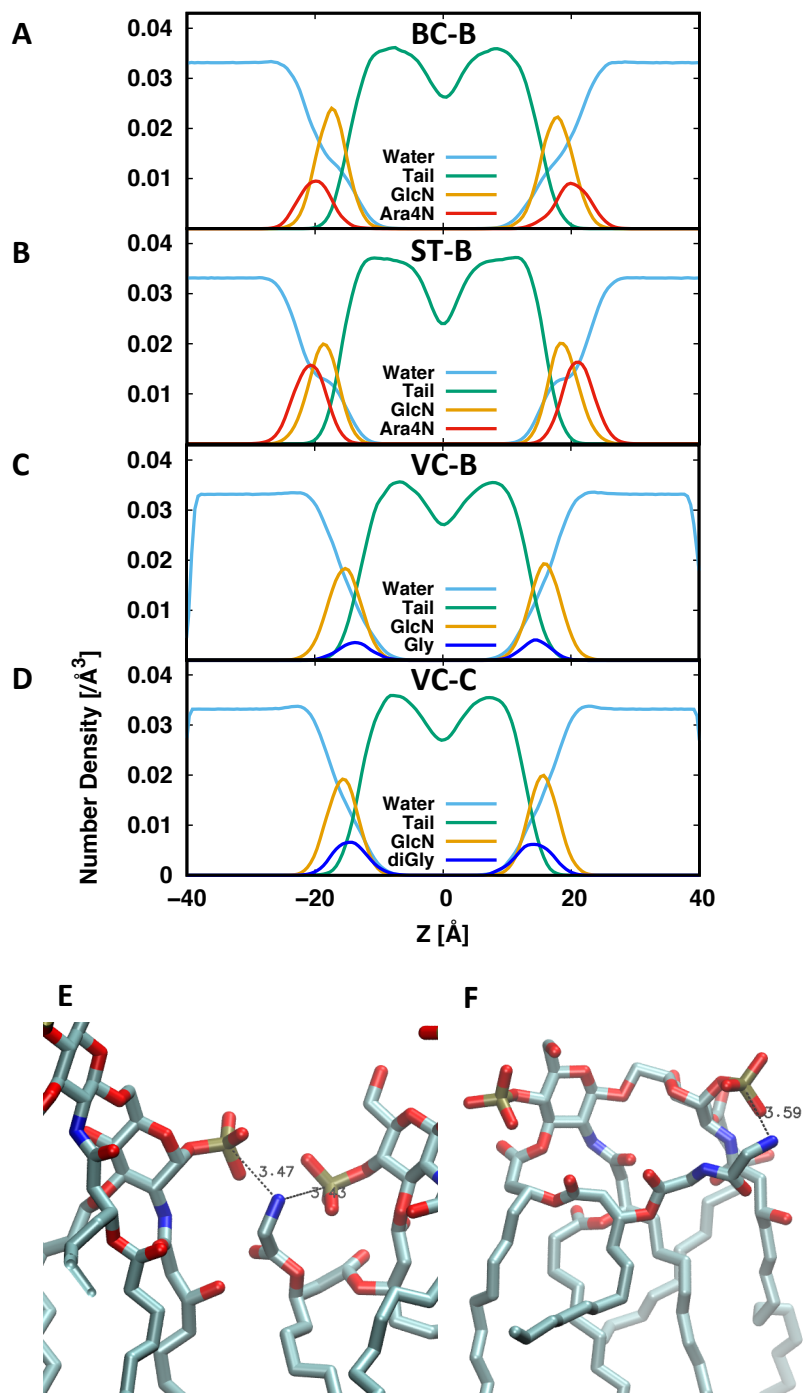 A
BC-B
0.04
0.03
0.02
0.01
Water
Tail
GlcN
Ara4N
B
ST-B
0.04
0.03
0.02
0.01
Water
Tail
GlcN
Ara4N
C
VC-B
0.04
0.03
0.02
0.01
Water
Tail
GlcN
Gly
D
VC-C
0.04
0.03
0.02
0.01
0
Water
Tail
GlcN
diGly
Number Density [/Å³]
−40 −20 0 20 40
Z [Å]
E
3.47
3.43
F
3.59